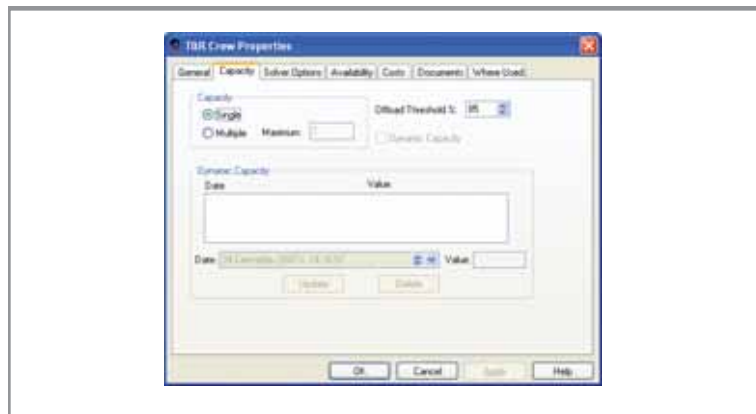 TBR Crew Properties
General Capacity Solver Options Availability Costs Documents Where Used
Capacity
Single
Multiple Maximum
Offload Threshold %: 95
Dynamic Capacity
Dynamic Capacity
Date Value
Date Value
Update Delete
OK Cancel Apply Help